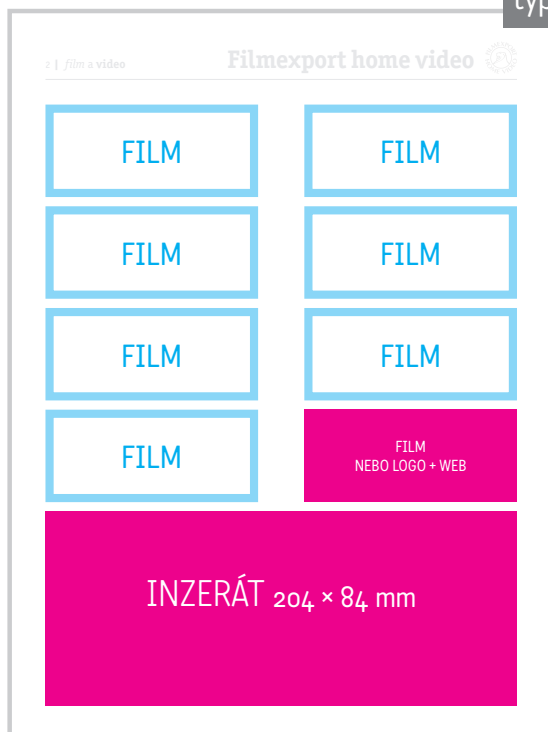 typ
2 | film a video
Filmexport home video
FILM
FILM
FILM
FILM
FILM
FILM
FILM
FILM
NEBO LOGO + WEB
INZERÁT 204 × 84 mm